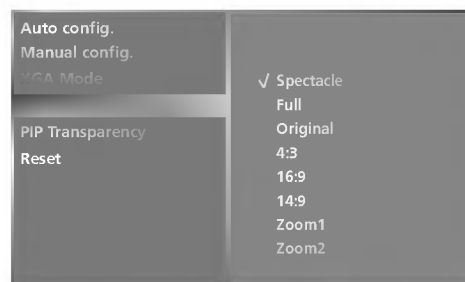 Auto config.
Manual config.
XGA Mode
PIP Transparency
Reset
√ Spectacle
Full
Original
4:3
16:9
14:9
Zoom1
Zoom2